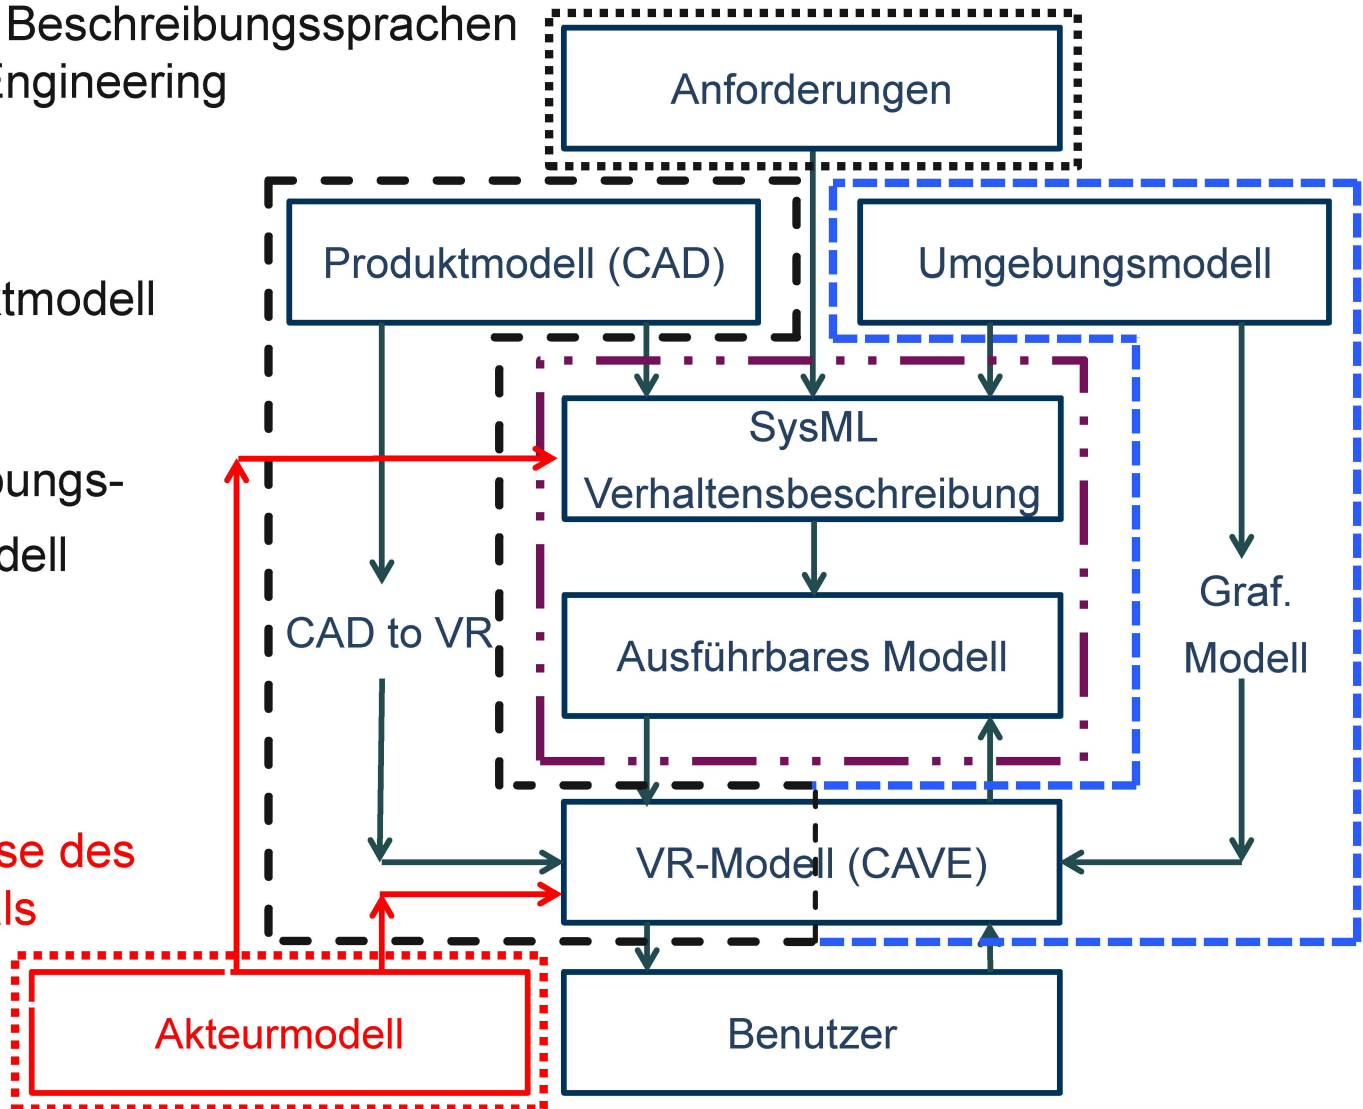 Beschreibungssprachen
Engineering
Anforderungen
Produktmodell (CAD)
Umgebungsmodell
tmodell
SysML
Verhaltensbeschreibung
ungs-
dell
Graf.
Modell
CAD to VR
Ausführbares Modell
se des
ls
VR-Modell (CAVE)
Akteurmodell
Benutzer